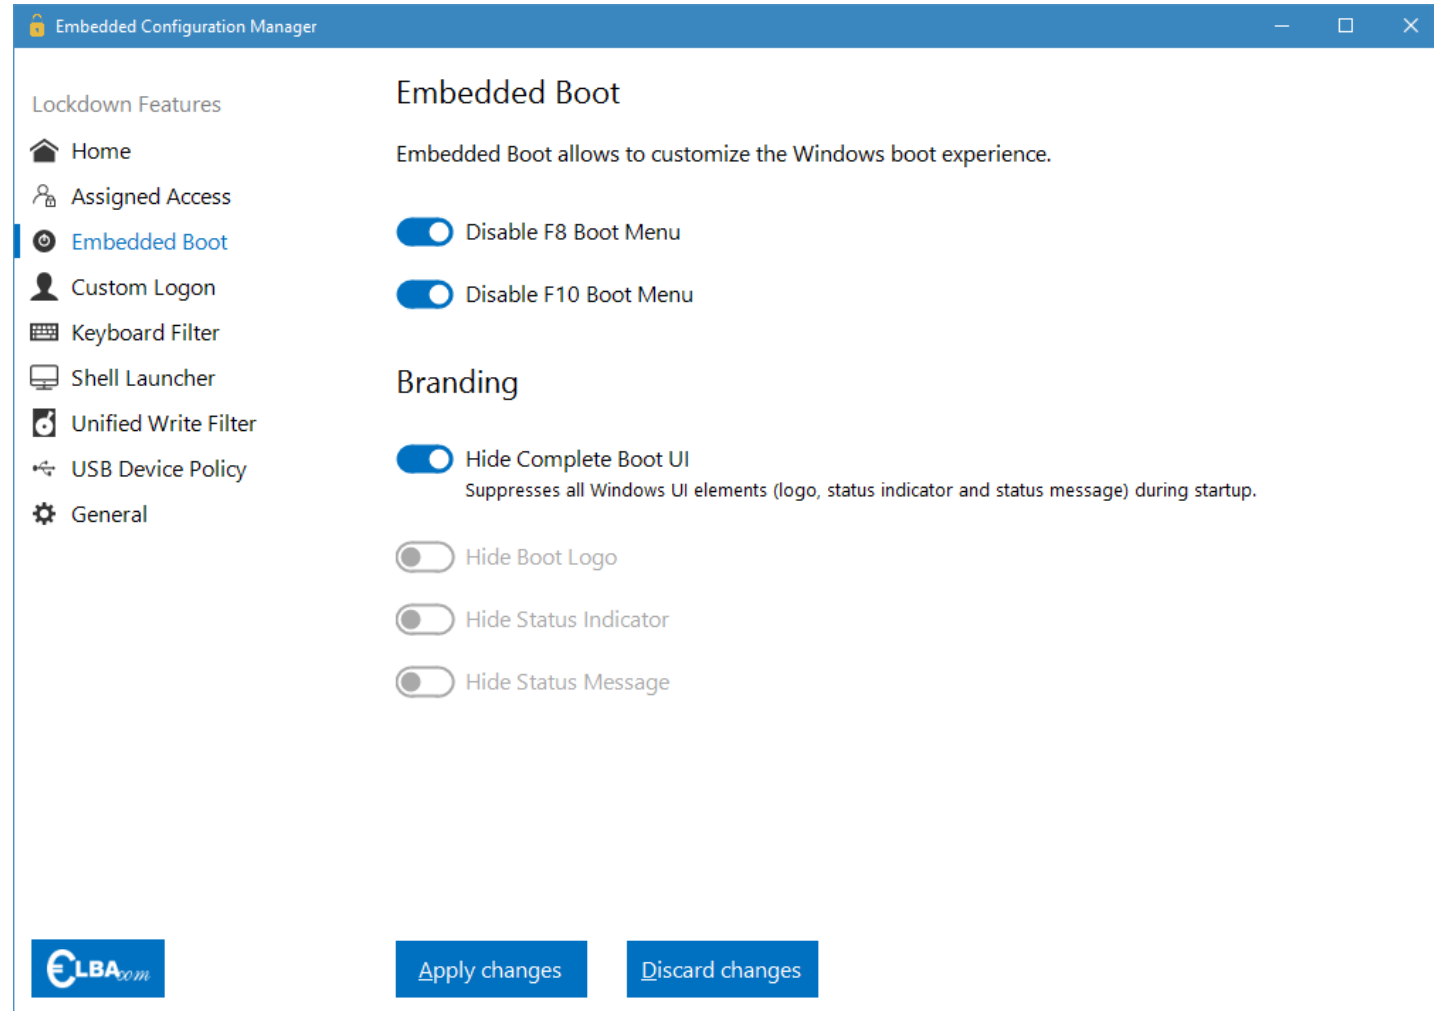 Embedded Configuration Manager
Lockdown Features
Home
Assigned Access
Embedded Boot
Custom Logon
Keyboard Filter
Shell Launcher
Unified Write Filter
USB Device Policy
General
Embedded Boot
Embedded Boot allows to customize the Windows boot experience.
Disable F8 Boot Menu
Disable F10 Boot Menu
Branding
Hide Complete Boot UI
Suppresses all Windows UI elements (logo, status indicator and status message) during startup.
Hide Boot Logo
Hide Status Indicator
Hide Status Message
€LBAcom
Apply changes
Discard changes